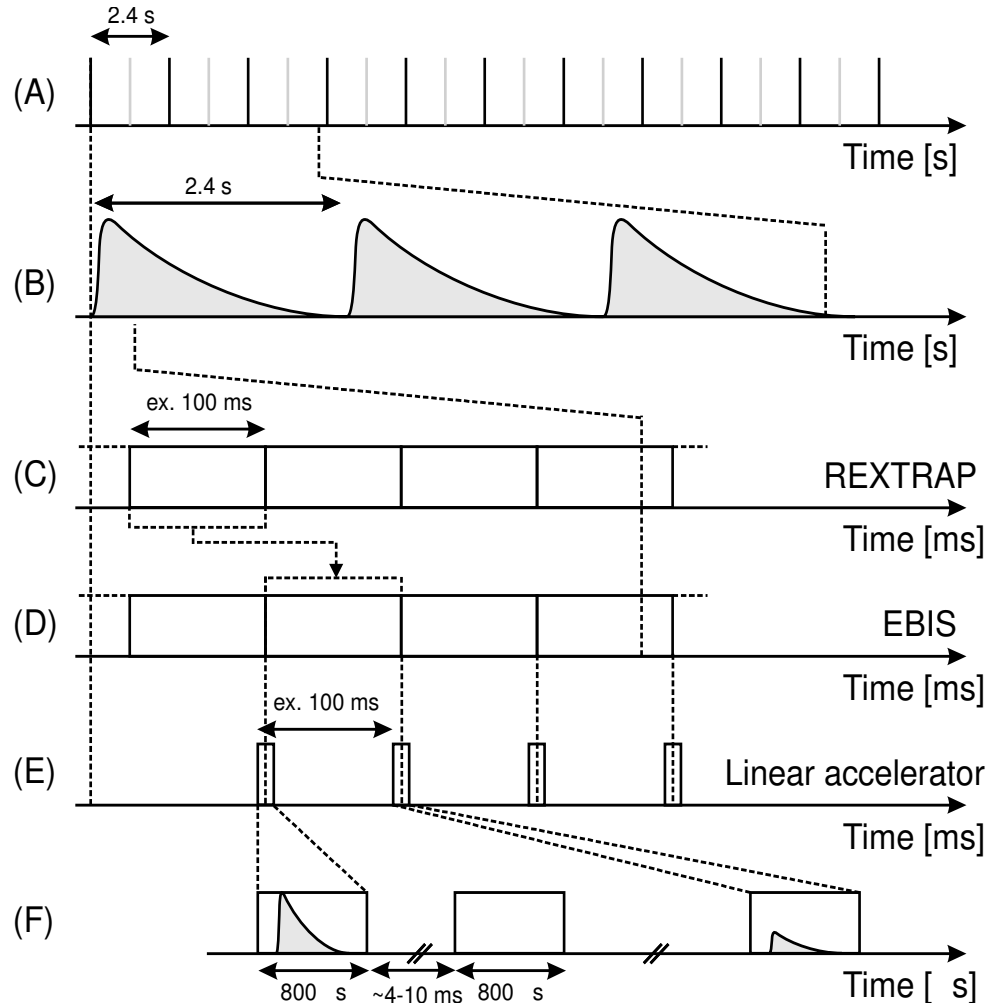 2.4 s
(A)
Time [s]
2.4 s
(B)
Time [s]
ex. 100 ms
(C)
REXTRAP
Time [ms]
(D)
EBIS
Time [ms]
ex. 100 ms
(E)
Linear accelerator
Time [ms]
(F)
800 s
~4-10 ms
800 s
Time [ s]